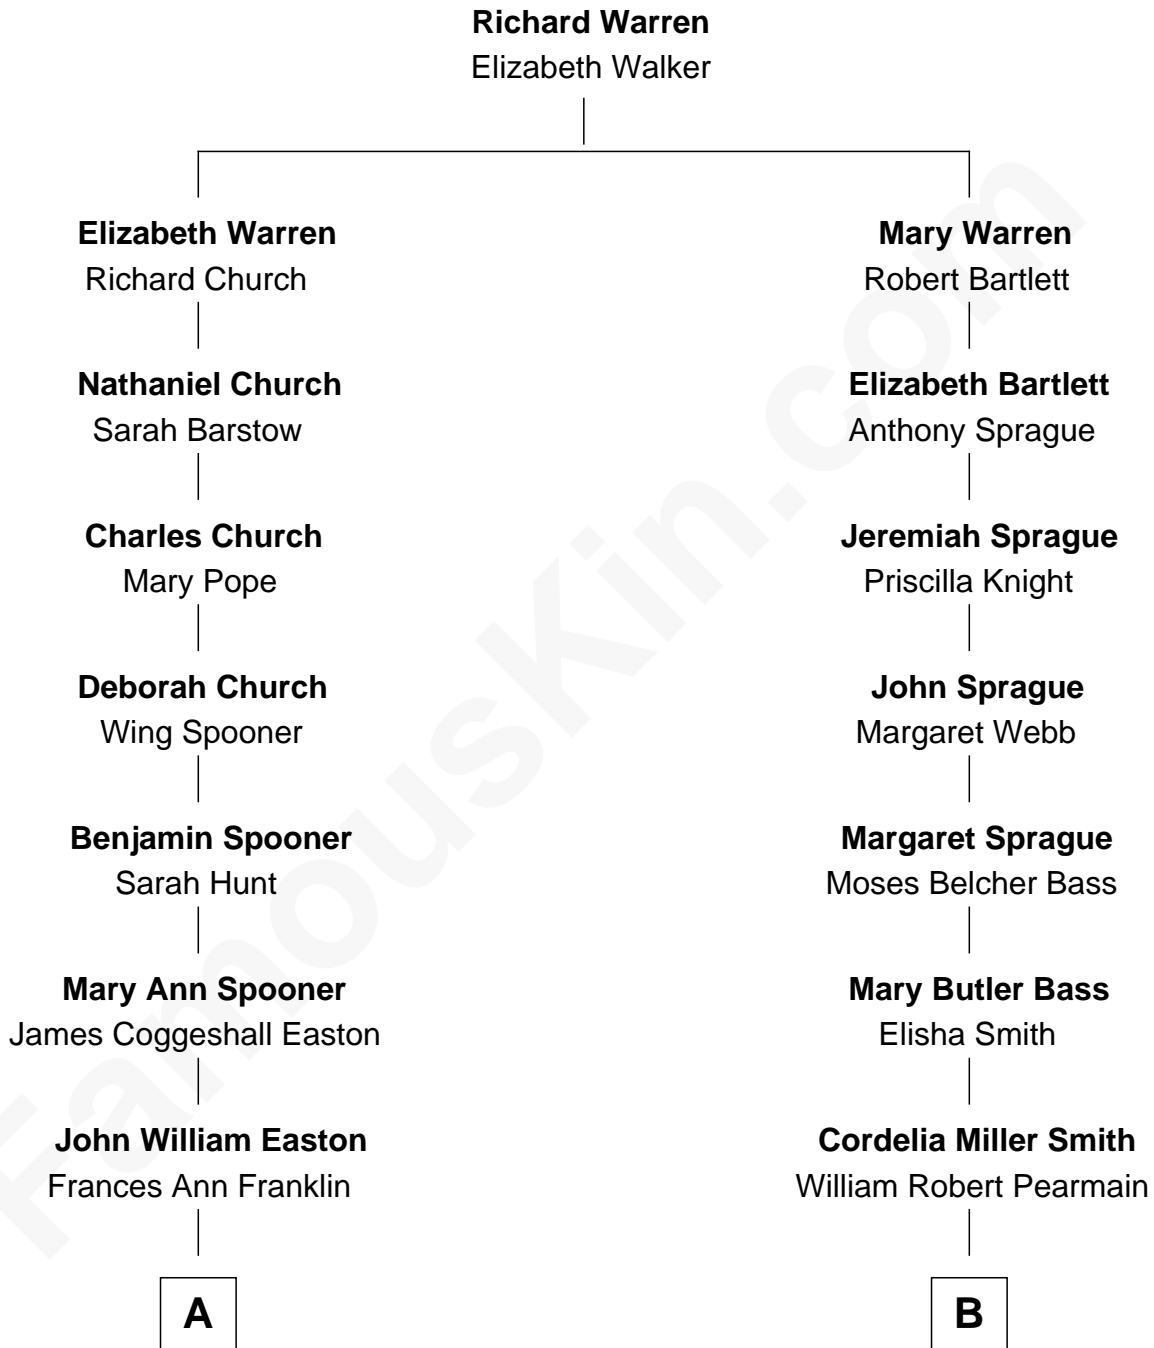 Richard Warren
Elizabeth Walker
Elizabeth Warren
Richard Church
Nathaniel Church
Sarah Barstow
Charles Church
Mary Pope
Deborah Church
Wing Spooner
Benjamin Spooner
Sarah Hunt
Mary Ann Spooner
James Coggeshall Easton
John William Easton
Frances Ann Franklin
A
Mary Warren
Robert Bartlett
Elizabeth Bartlett
Anthony Sprague
Jeremiah Sprague
Priscilla Knight
John Sprague
Margaret Webb
Margaret Sprague
Moses Belcher Bass
Mary Butler Bass
Elisha Smith
Cordelia Miller Smith
William Robert Pearmain
B
FamousKin.com